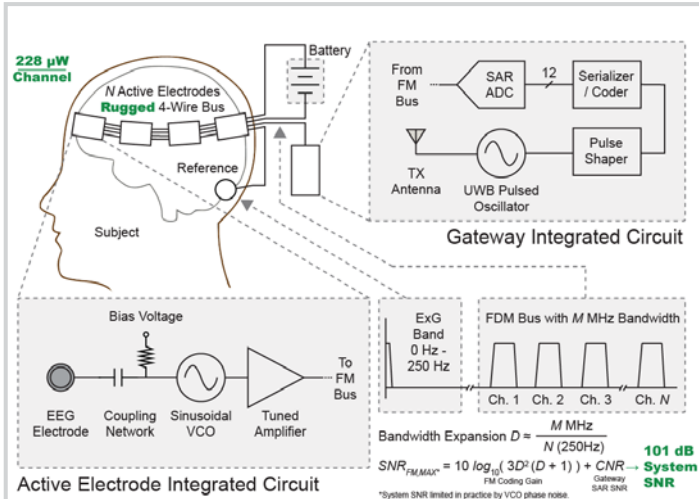 228 µW
Channel
N Active Electrodes
Rugged 4-Wire Bus
Battery
Reference
Subject
From
FM
Bus
SAR
ADC
12
Serializer
/ Coder
TX
Antenna
UWB Pulsed
Oscillator
Pulse
Shaper
Gateway Integrated Circuit
Bias Voltage
EEG
Electrode
Coupling
Network
Sinusoidal
VCO
Tuned
Amplifier
To
FM
Bus
Active Electrode Integrated Circuit
ExG
Band
0 Hz -
250 Hz
FDM Bus with M MHz Bandwidth
Ch. 1 Ch. 2 Ch. 3 Ch. N
Bandwidth Expansion D ≈ M MHz / N (250Hz)
SNR_FM,MAX* = 10 log₁₀( 3D² (D + 1) ) + CNR
FM Coding Gain
Gateway
SAR SNR
101 dB
System
SNR
*System SNR limited in practice by VCO phase noise.